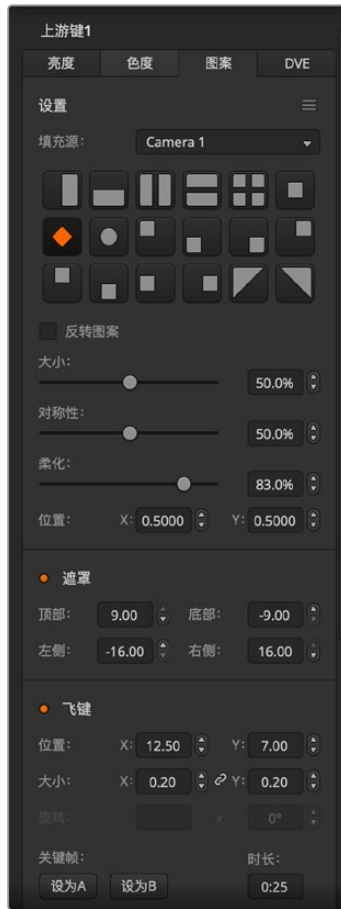 上游键1
亮度 色度 图案 DVE
设置
填充源: Camera 1
反转图案
大小:
50.0%
对称性:
50.0%
柔化:
83.0%
位置: X: 0.5000 Y: 0.5000
遮罩
顶部: 9.00 底部: -9.00
左侧: -16.00 右侧: 16.00
飞键
位置: X: 12.50 Y: 7.00
大小: X: 0.20 Y: 0.20
旋转: x 0°
关键帧: 时长:
设为A 设为B 0:25